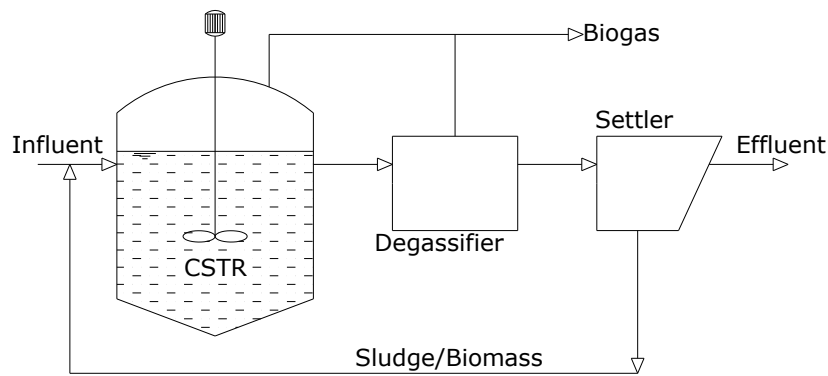 Biogas
Settler
Influent
Effluent
Degassifier
CSTR
Sludge/Biomass